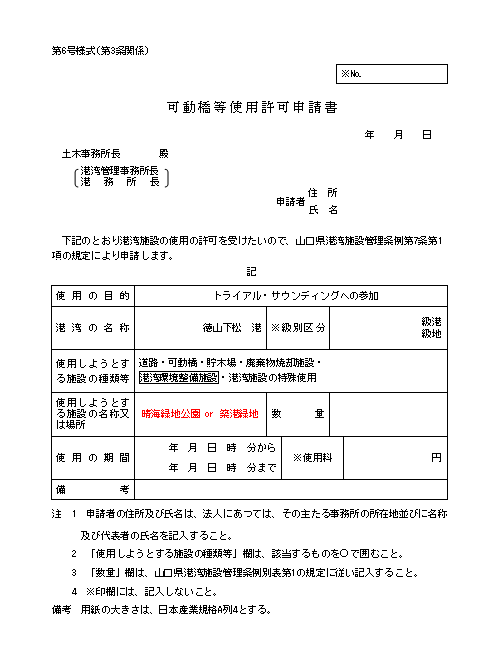 第6号様式(第3条関係)
※No.
可動橋等使用許可申請書
年　月　日
土木事務所長　　　殿
港湾管理事務所長
港務所長
申請者 住　所
氏　名
下記のとおり港湾施設の使用の許可を受けたいので、山口県港湾施設管理条例第7条第1
項の規定により申請します。
記
使用の目的　トライアル・サウンディングへの参加
港湾の名称　徳山下松　港　※級別区分　級港
級地
使用しようとす
る施設の種類等
道路・可動橋・貯木場・廃棄物焼却施設・
港湾環境整備施設・港湾施設の特殊使用
使用しようとす
る施設の名称又
は場所
晴海緑地公園 or 築港緑地　数　量
使用の期間
年　月　日　時　分から
年　月　日　時　分まで
※使用料　円
備　考
注　1　申請者の住所及び氏名は、法人にあつては、その主たる事務所の所在地並びに名称
及び代表者の氏名を記入すること。
2　「使用しようとする施設の種類等」欄は、該当するものを〇で囲むこと。
3　「数量」欄は、山口県港湾施設管理条例別表第1の規定に従い記入すること。
4　※印欄には、記入しないこと。
備考　用紙の大きさは、日本産業規格A列4とする。